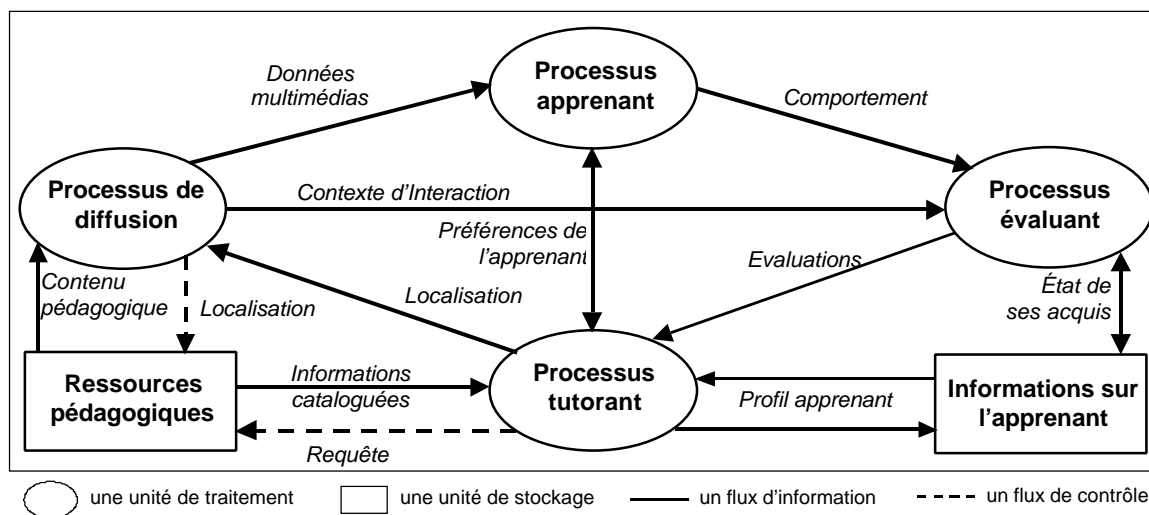 Données
multimédias
Processus
apprenant
Comportement
Processus de
diffusion
Contexte d’Interaction
Processus
évaluant
Préférences de
l’apprenant
Evaluations
Contenu
pédagogique
Localisation
Localisation
État de
ses acquis
Ressources
pédagogiques
Informations
cataloguées
Processus
tutorant
Profil apprenant
Informations sur
l’apprenant
Requête
une unité de traitement
une unité de stockage
un flux d’information
un flux de contrôle